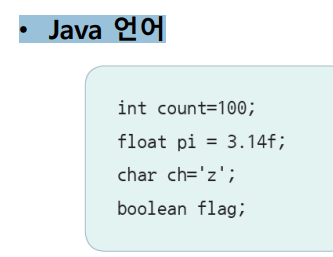 • Java 언어
int count=100;
float pi = 3.14f;
char ch='z';
boolean flag;